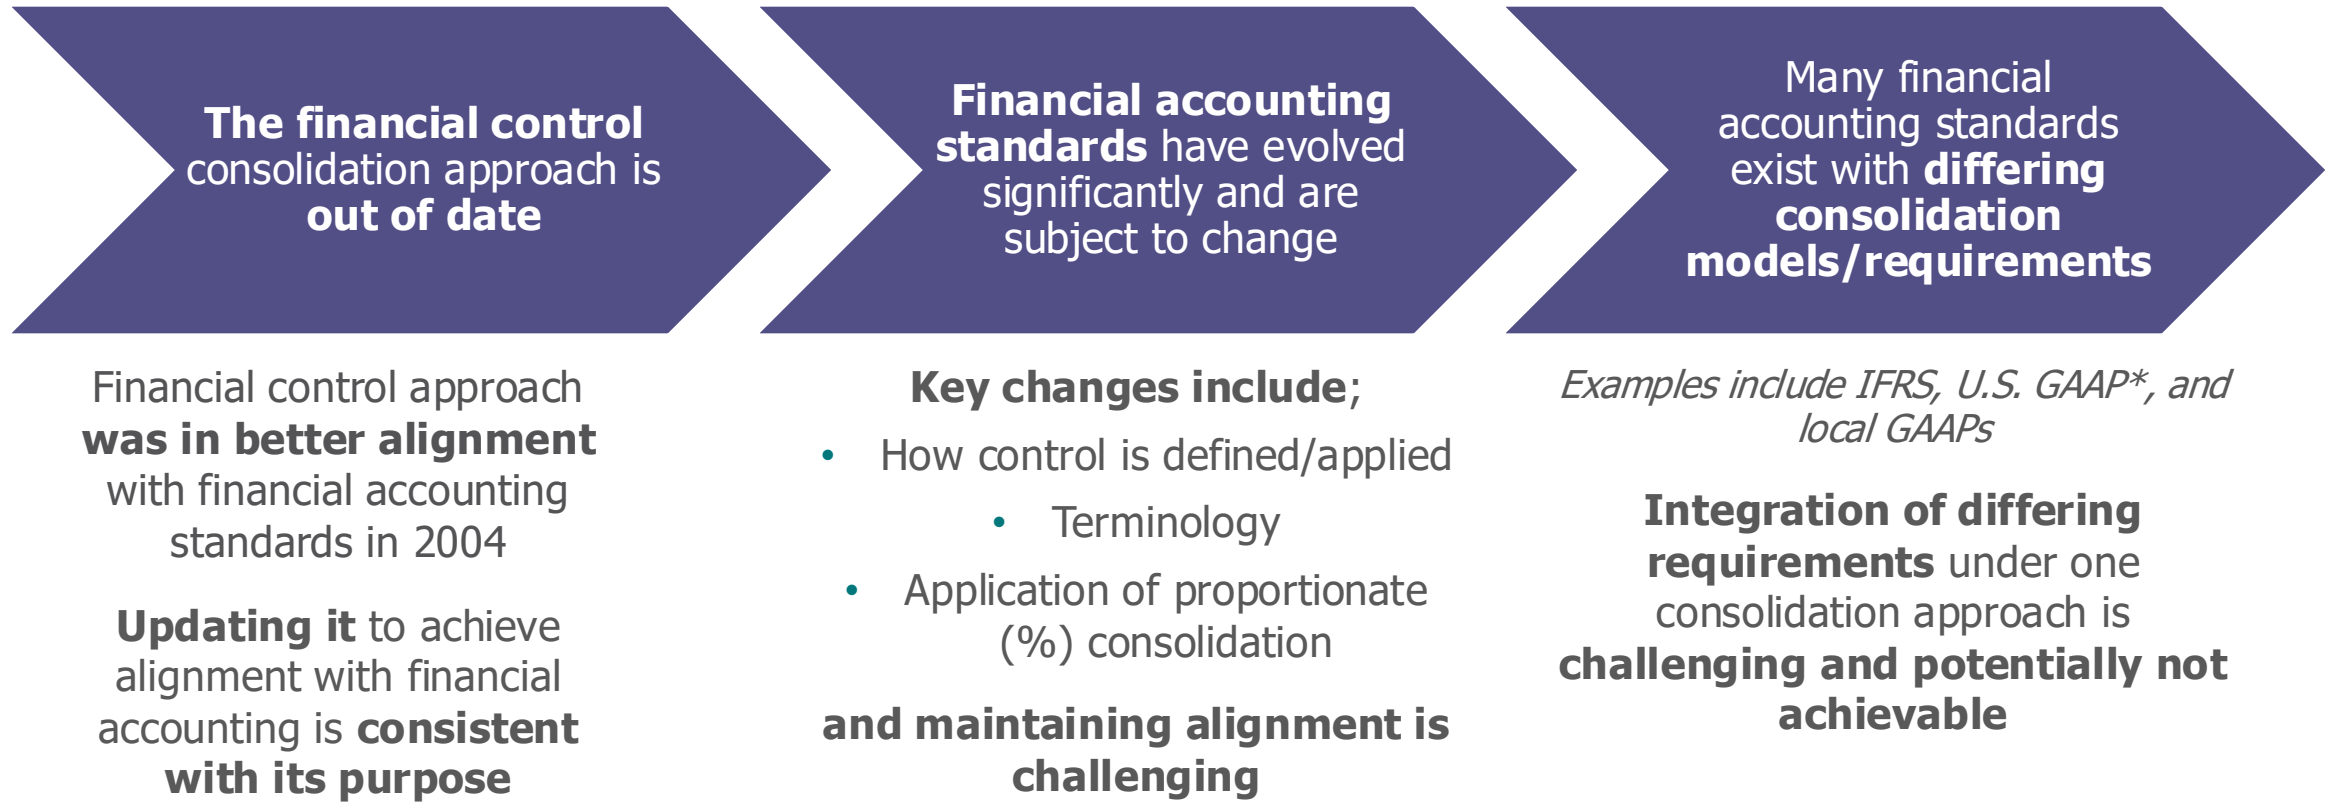 The financial control
consolidation approach is
out of date
Financial control approach
was in better alignment
with financial accounting
standards in 2004
Updating it to achieve
alignment with financial
accounting is consistent
with its purpose
Financial accounting
standards have evolved
significantly and are
subject to change
Key changes include;
• How control is defined/applied
• Terminology
• Application of proportionate
(%) consolidation
and maintaining alignment is
challenging
Many financial
accounting standards
exist with differing
consolidation
models/requirements
Examples include IFRS, U.S. GAAP*, and
local GAAPs
Integration of differing
requirements under one
consolidation approach is
challenging and potentially not
achievable